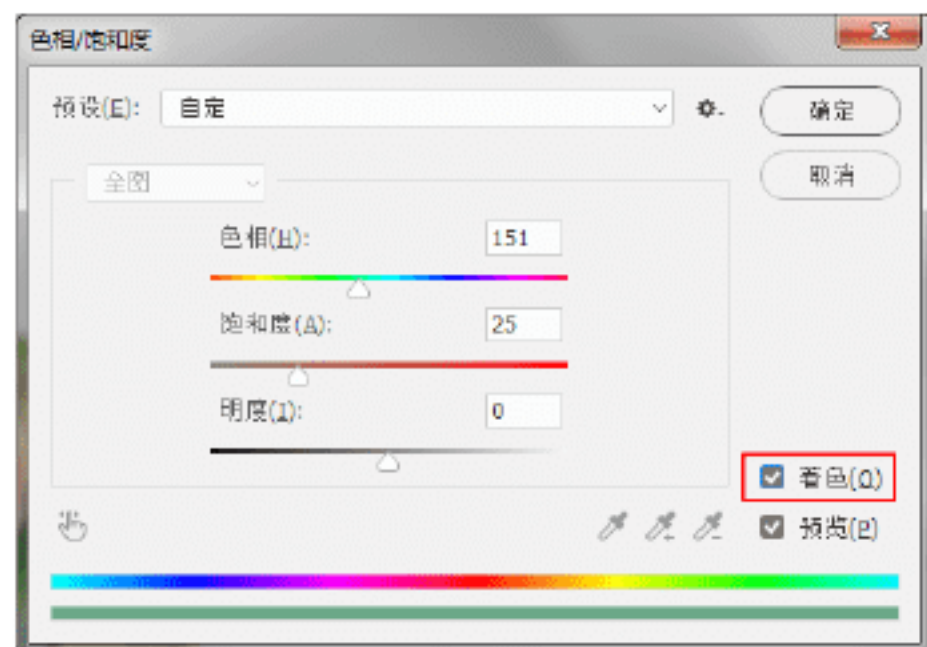 色相/饱和度
预设(E): 自定
确定
取消
全图
色相(H): 151
饱和度(A): 25
明度(I): 0
着色(O)
预览(P)